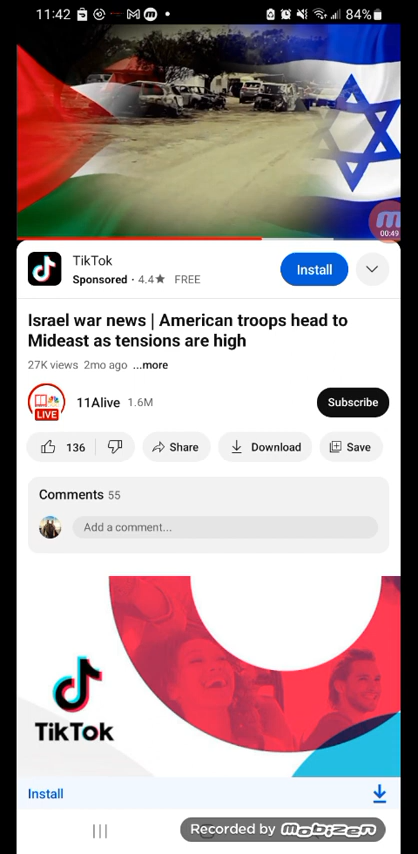 11:42
84%
00:49
TikTok
Sponsored · 4.4★ FREE
Install
Israel war news | American troops head to
Mideast as tensions are high
27K views 2mo ago ...more
LIVE
11Alive 1.6M
Subscribe
136
Share
Download
Save
Comments 55
Add a comment...
TikTok
Install
Recorded by mobizen